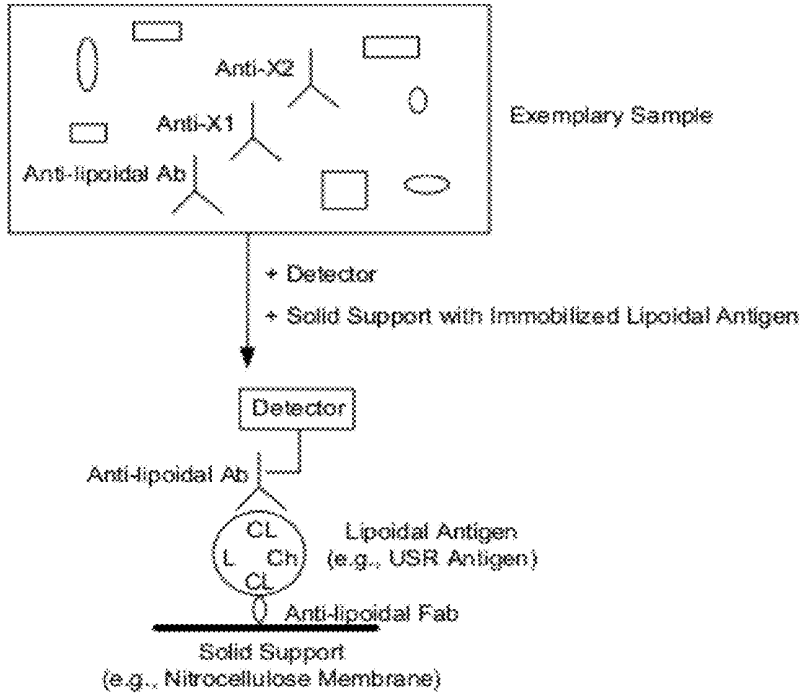 Anti-X2
Anti-X1
Anti-lipoidal Ab
Exemplary Sample
+ Detector
+ Solid Support with Immobilized Lipoidal Antigen
Detector
Anti-lipoidal Ab
CL
L Ch
CL
Lipoidal Antigen
(e.g., USR Antigen)
Anti-lipoidal Fab
Solid Support
(e.g., Nitrocellulose Membrane)